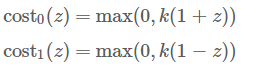 cost₀(z) = max(0, k(1 + z))
cost₁(z) = max(0, k(1 − z))